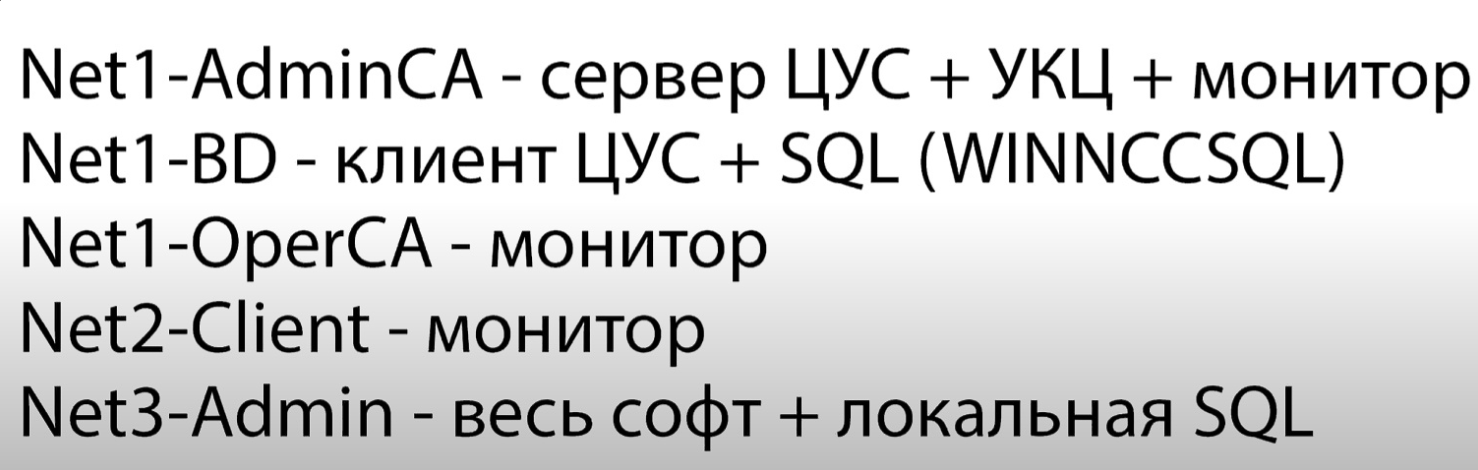 Net1-AdminCA - сервер ЦУС + УКЦ + монитор
Net1-BD - клиент ЦУС + SQL (WINNCCSQL)
Net1-OperCA - монитор
Net2-Client - монитор
Net3-Admin - весь софт + локальная SQL